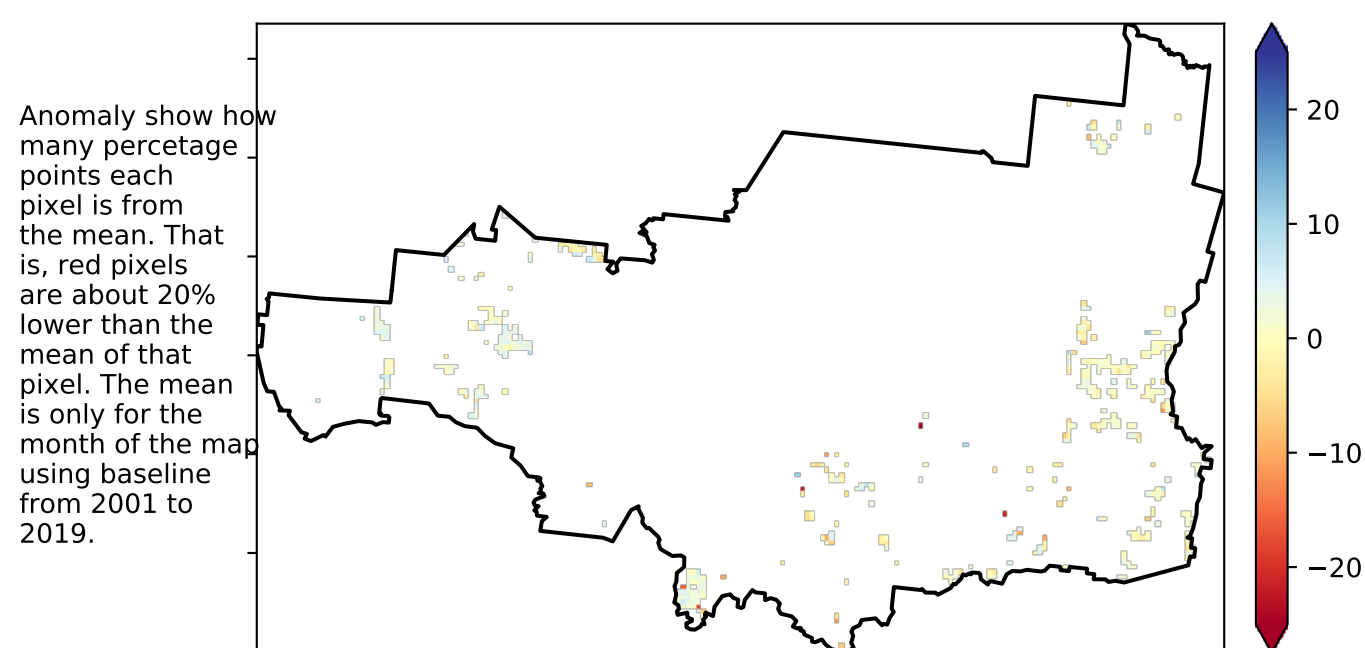 Anomaly show how
many percetage
points each
pixel is from
the mean. That
is, red pixels
are about 20%
lower than the
mean of that
pixel. The mean
is only for the
month of the map
using baseline
from 2001 to
2019.
20
10
0
−10
−20